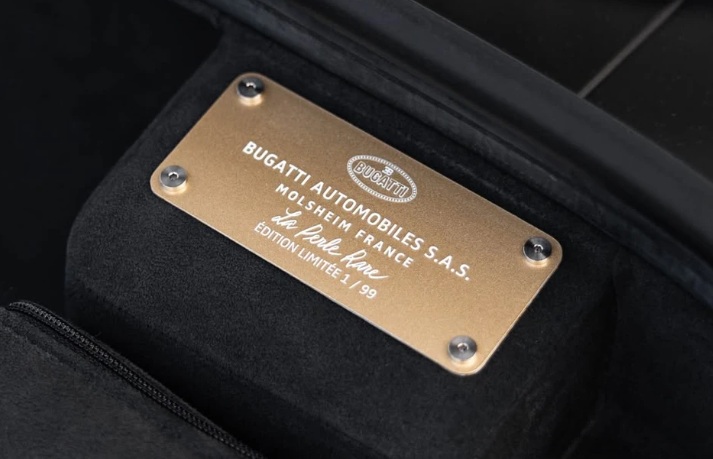 BUGATTI
BUGATTI AUTOMOBILES S.A.S.
MOLSHEIM FRANCE
La Perle Rare
ÉDITION LIMITÉE 1 / 99